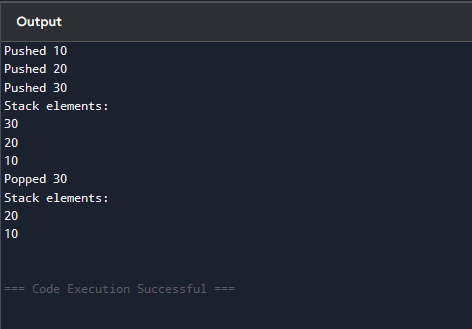 Output
Pushed 10
Pushed 20
Pushed 30
Stack elements:
30
20
10
Popped 30
Stack elements:
20
10
=== Code Execution Successful ===